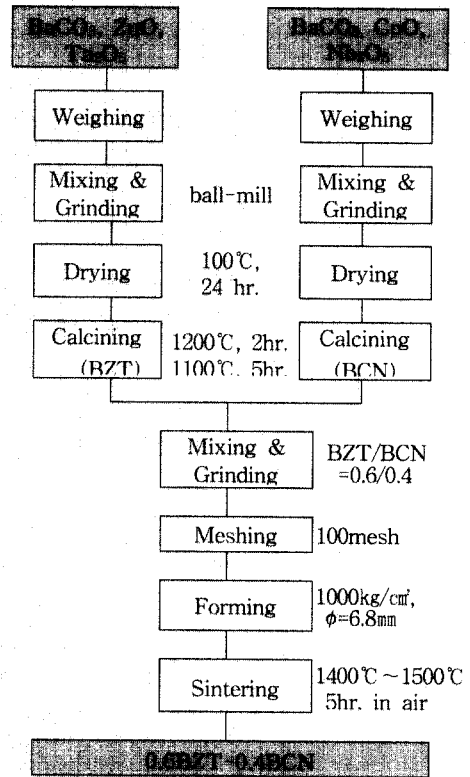 BaCO₃, ZnO,
Ta₂O₅
BaCO₃, CoO,
Nb₂O₅
Weighing
Weighing
Mixing &
Grinding
ball-mill
Mixing &
Grinding
Drying
100℃,
24 hr.
Drying
Calcining
(BZT)
1200℃, 2hr.
1100℃, 5hr.
Calcining
(BCN)
Mixing &
Grinding
BZT/BCN
=0.6/0.4
Meshing
100mesh
Forming
1000kg/㎠,
ϕ=6.8㎜
Sintering
1400℃~1500℃
5hr. in air
0.6BZT-0.4BCN